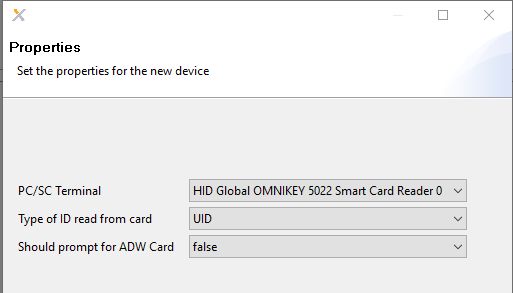 Properties
Set the properties for the new device
PC/SC Terminal HID Global OMNIKEY 5022 Smart Card Reader 0
Type of ID read from card UID
Should prompt for ADW Card false